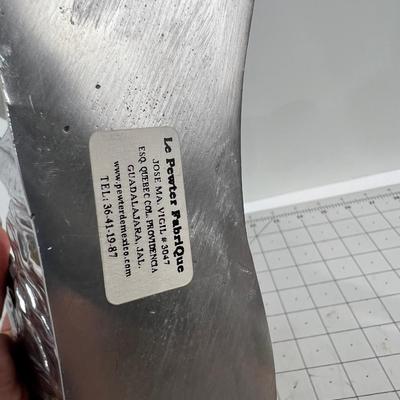 Le Pewter FabriQue
JOSE MA. VIGIL # 3047
ESQ. QUEBEC COL. PROVIDENCIA
GUADALAJARA, JAL.
www.pewterdemexico.com
TEL: 36-41-19-87